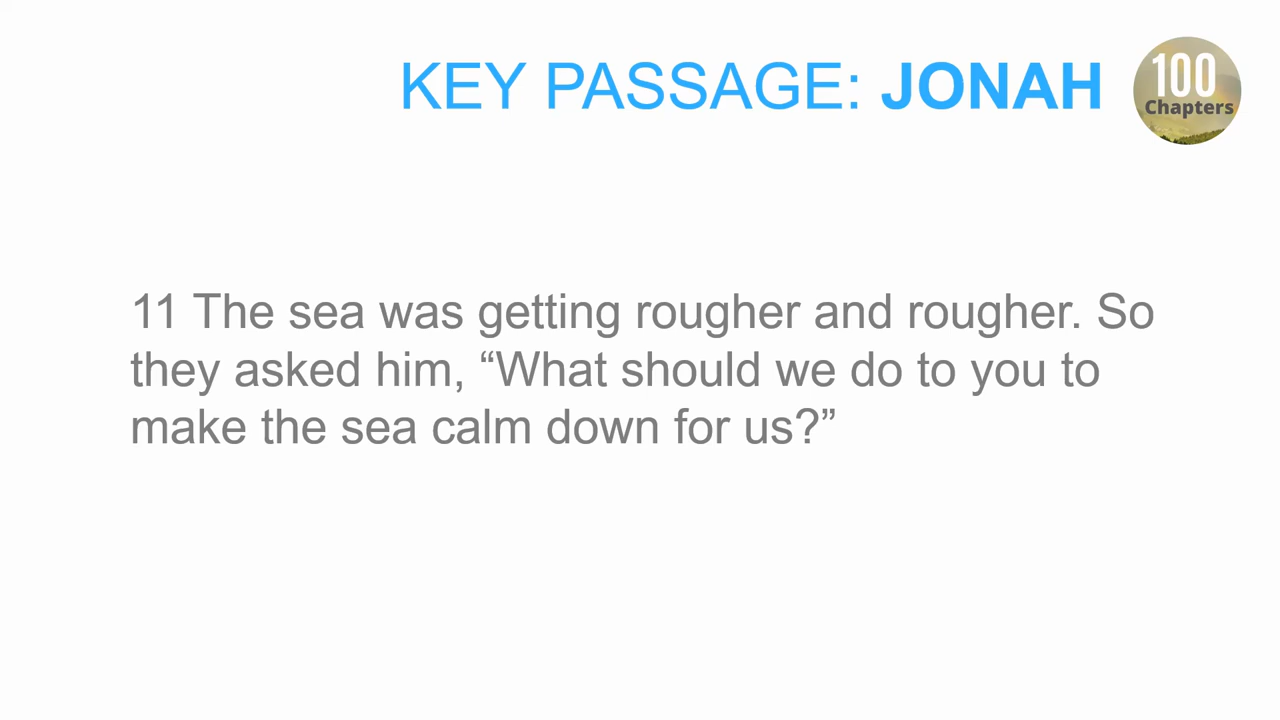 KEY PASSAGE: JONAH
100
Chapters
11 The sea was getting rougher and rougher. So
they asked him, “What should we do to you to
make the sea calm down for us?”